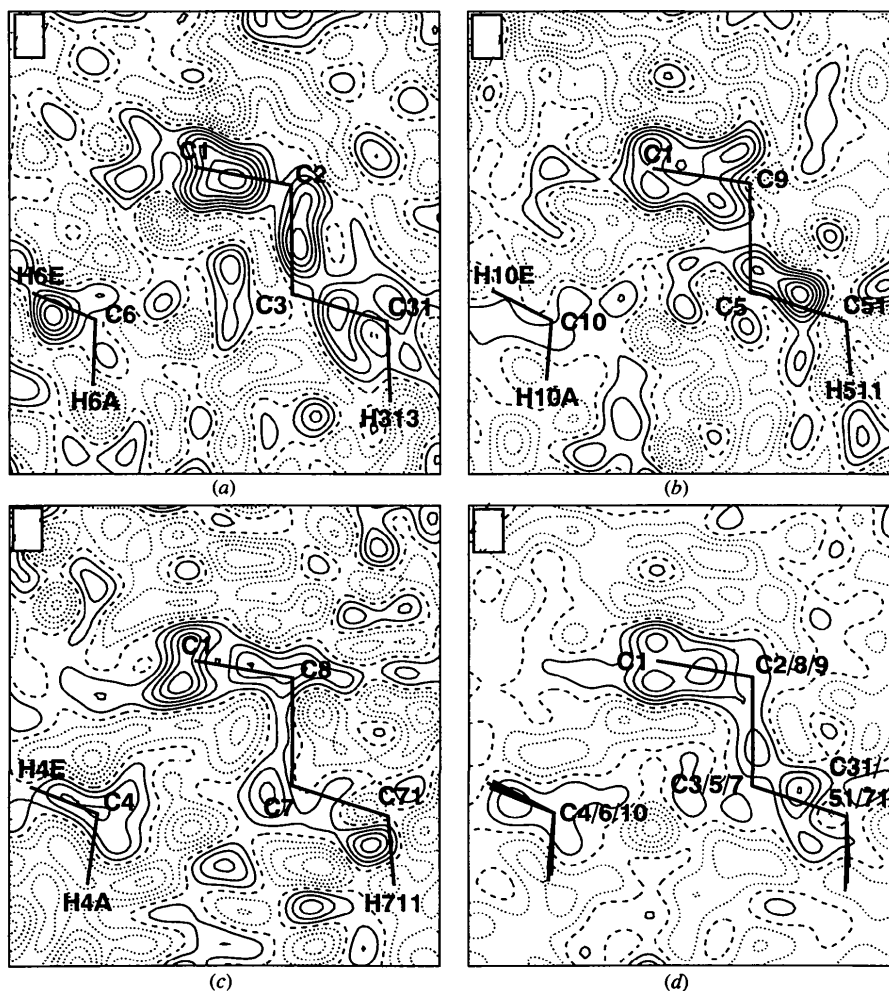 C1
C2
H6E
C6
C3
C31
H6A
H313
(a)
C1
C9
H10E
C10
C5
C51
H10A
H511
(b)
C1
C8
H4E
C4
C7
C71
H4A
H711
(c)
C1
C2/8/9
C3/5/7
C31/
51/71
C4/6/10
(d)